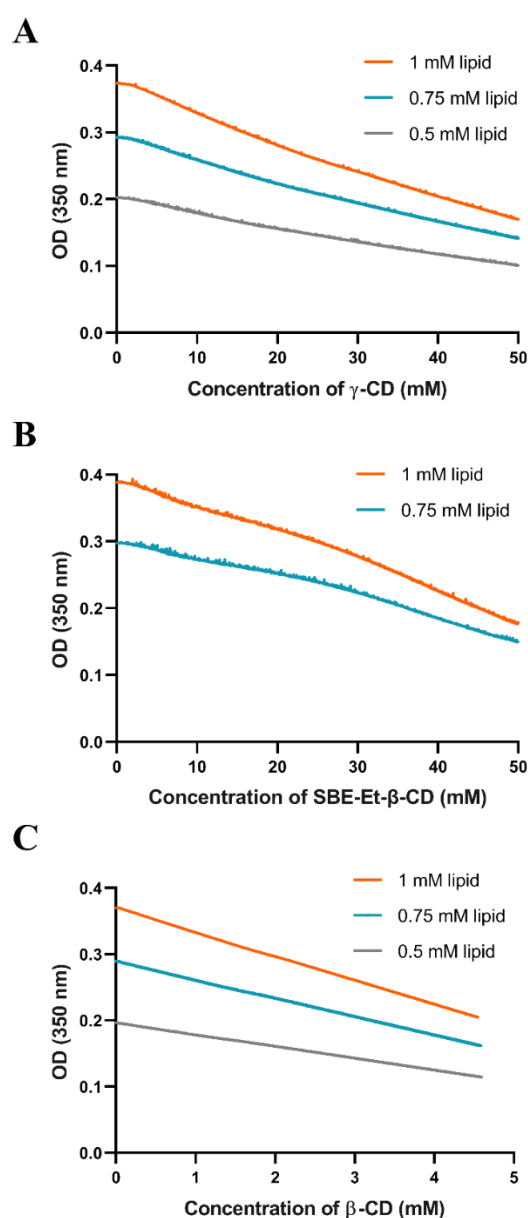 A
0.4
0.3
0.2
0.1
0.0
OD (350 nm)
1 mM lipid
0.75 mM lipid
0.5 mM lipid
0 10 20 30 40 50
Concentration of γ-CD (mM)
B
0.4
0.3
0.2
0.1
0.0
OD (350 nm)
1 mM lipid
0.75 mM lipid
0 10 20 30 40 50
Concentration of SBE-Et-β-CD (mM)
C
0.4
0.3
0.2
0.1
0.0
OD (350 nm)
1 mM lipid
0.75 mM lipid
0.5 mM lipid
0 1 2 3 4 5
Concentration of β-CD (mM)